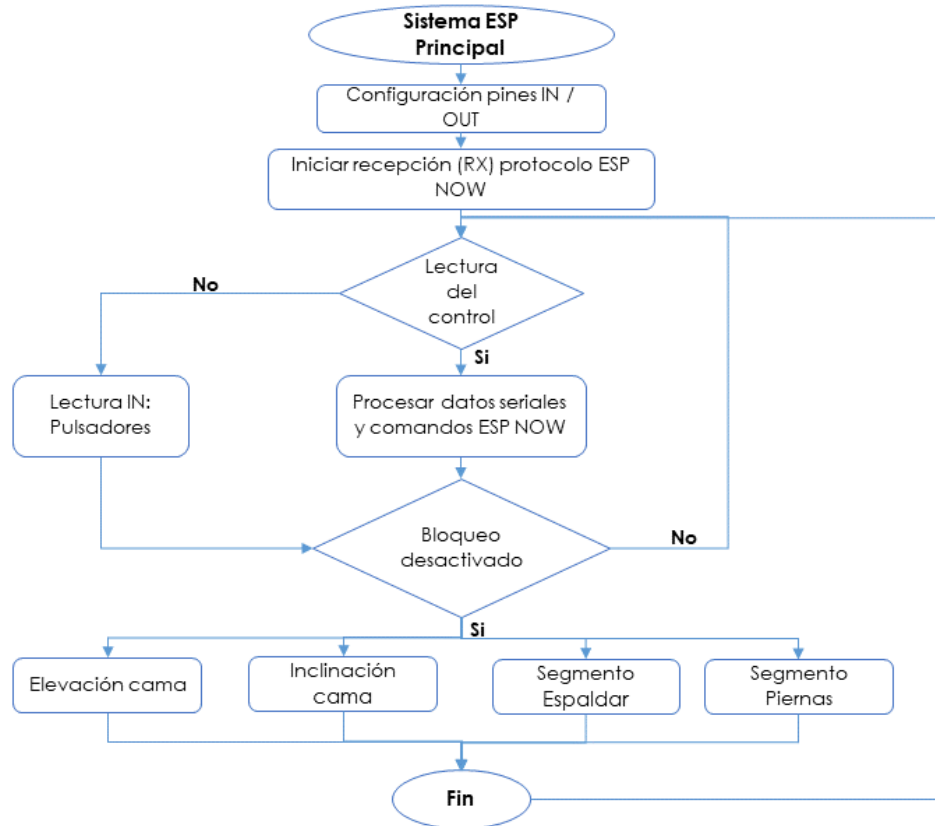 Sistema ESP
Principal
Configuración pines IN /
OUT
Iniciar recepción (RX) protocolo ESP
NOW
Lectura
del
control
No
Si
Lectura IN:
Pulsadores
Procesar datos seriales
y comandos ESP NOW
Bloqueo
desactivado
No
Si
Elevación cama
Inclinación
cama
Segmento
Espaldar
Segmento
Piernas
Fin